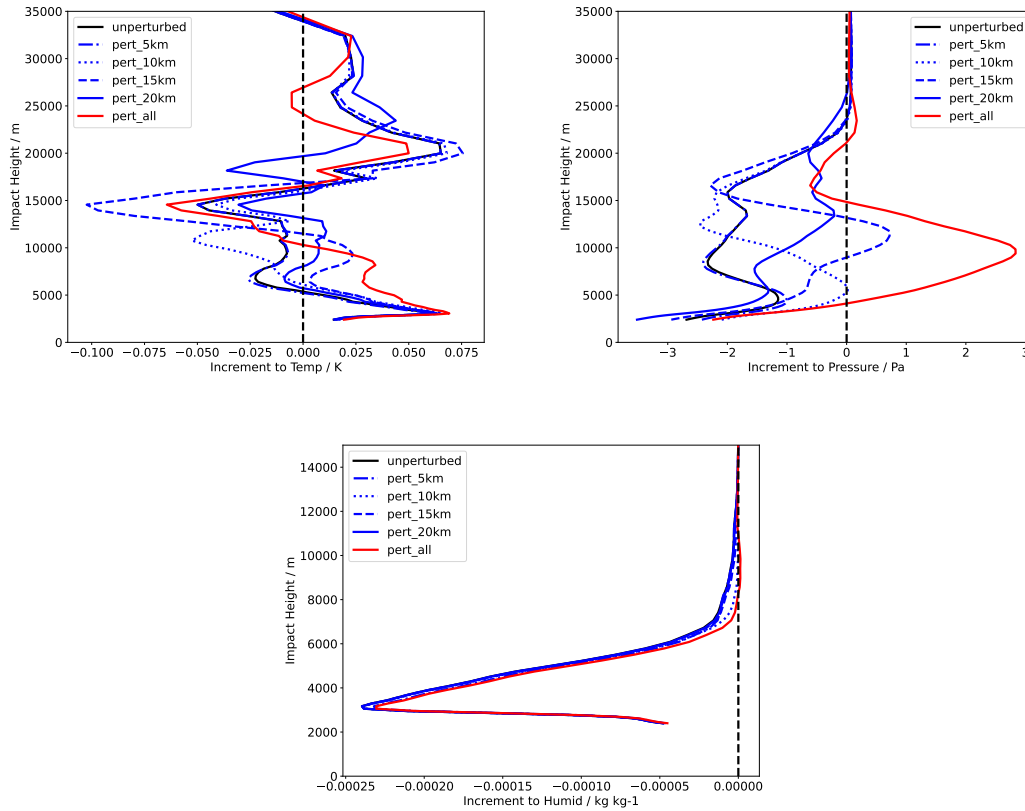 35000
30000
25000
20000
15000
10000
5000
0
Impact Height / m
unperturbed
pert_5km
pert_10km
pert_15km
pert_20km
pert_all
−0.100 −0.075 −0.050 −0.025 0.000 0.025 0.050 0.075
Increment to Temp / K
35000
30000
25000
20000
15000
10000
5000
0
Impact Height / m
unperturbed
pert_5km
pert_10km
pert_15km
pert_20km
pert_all
−3 −2 −1 0 1 2 3
Increment to Pressure / Pa
14000
12000
10000
8000
6000
4000
2000
0
Impact Height / m
unperturbed
pert_5km
pert_10km
pert_15km
pert_20km
pert_all
−0.00025 −0.00020 −0.00015 −0.00010 −0.00005 0.00000
Increment to Humid / kg kg-1